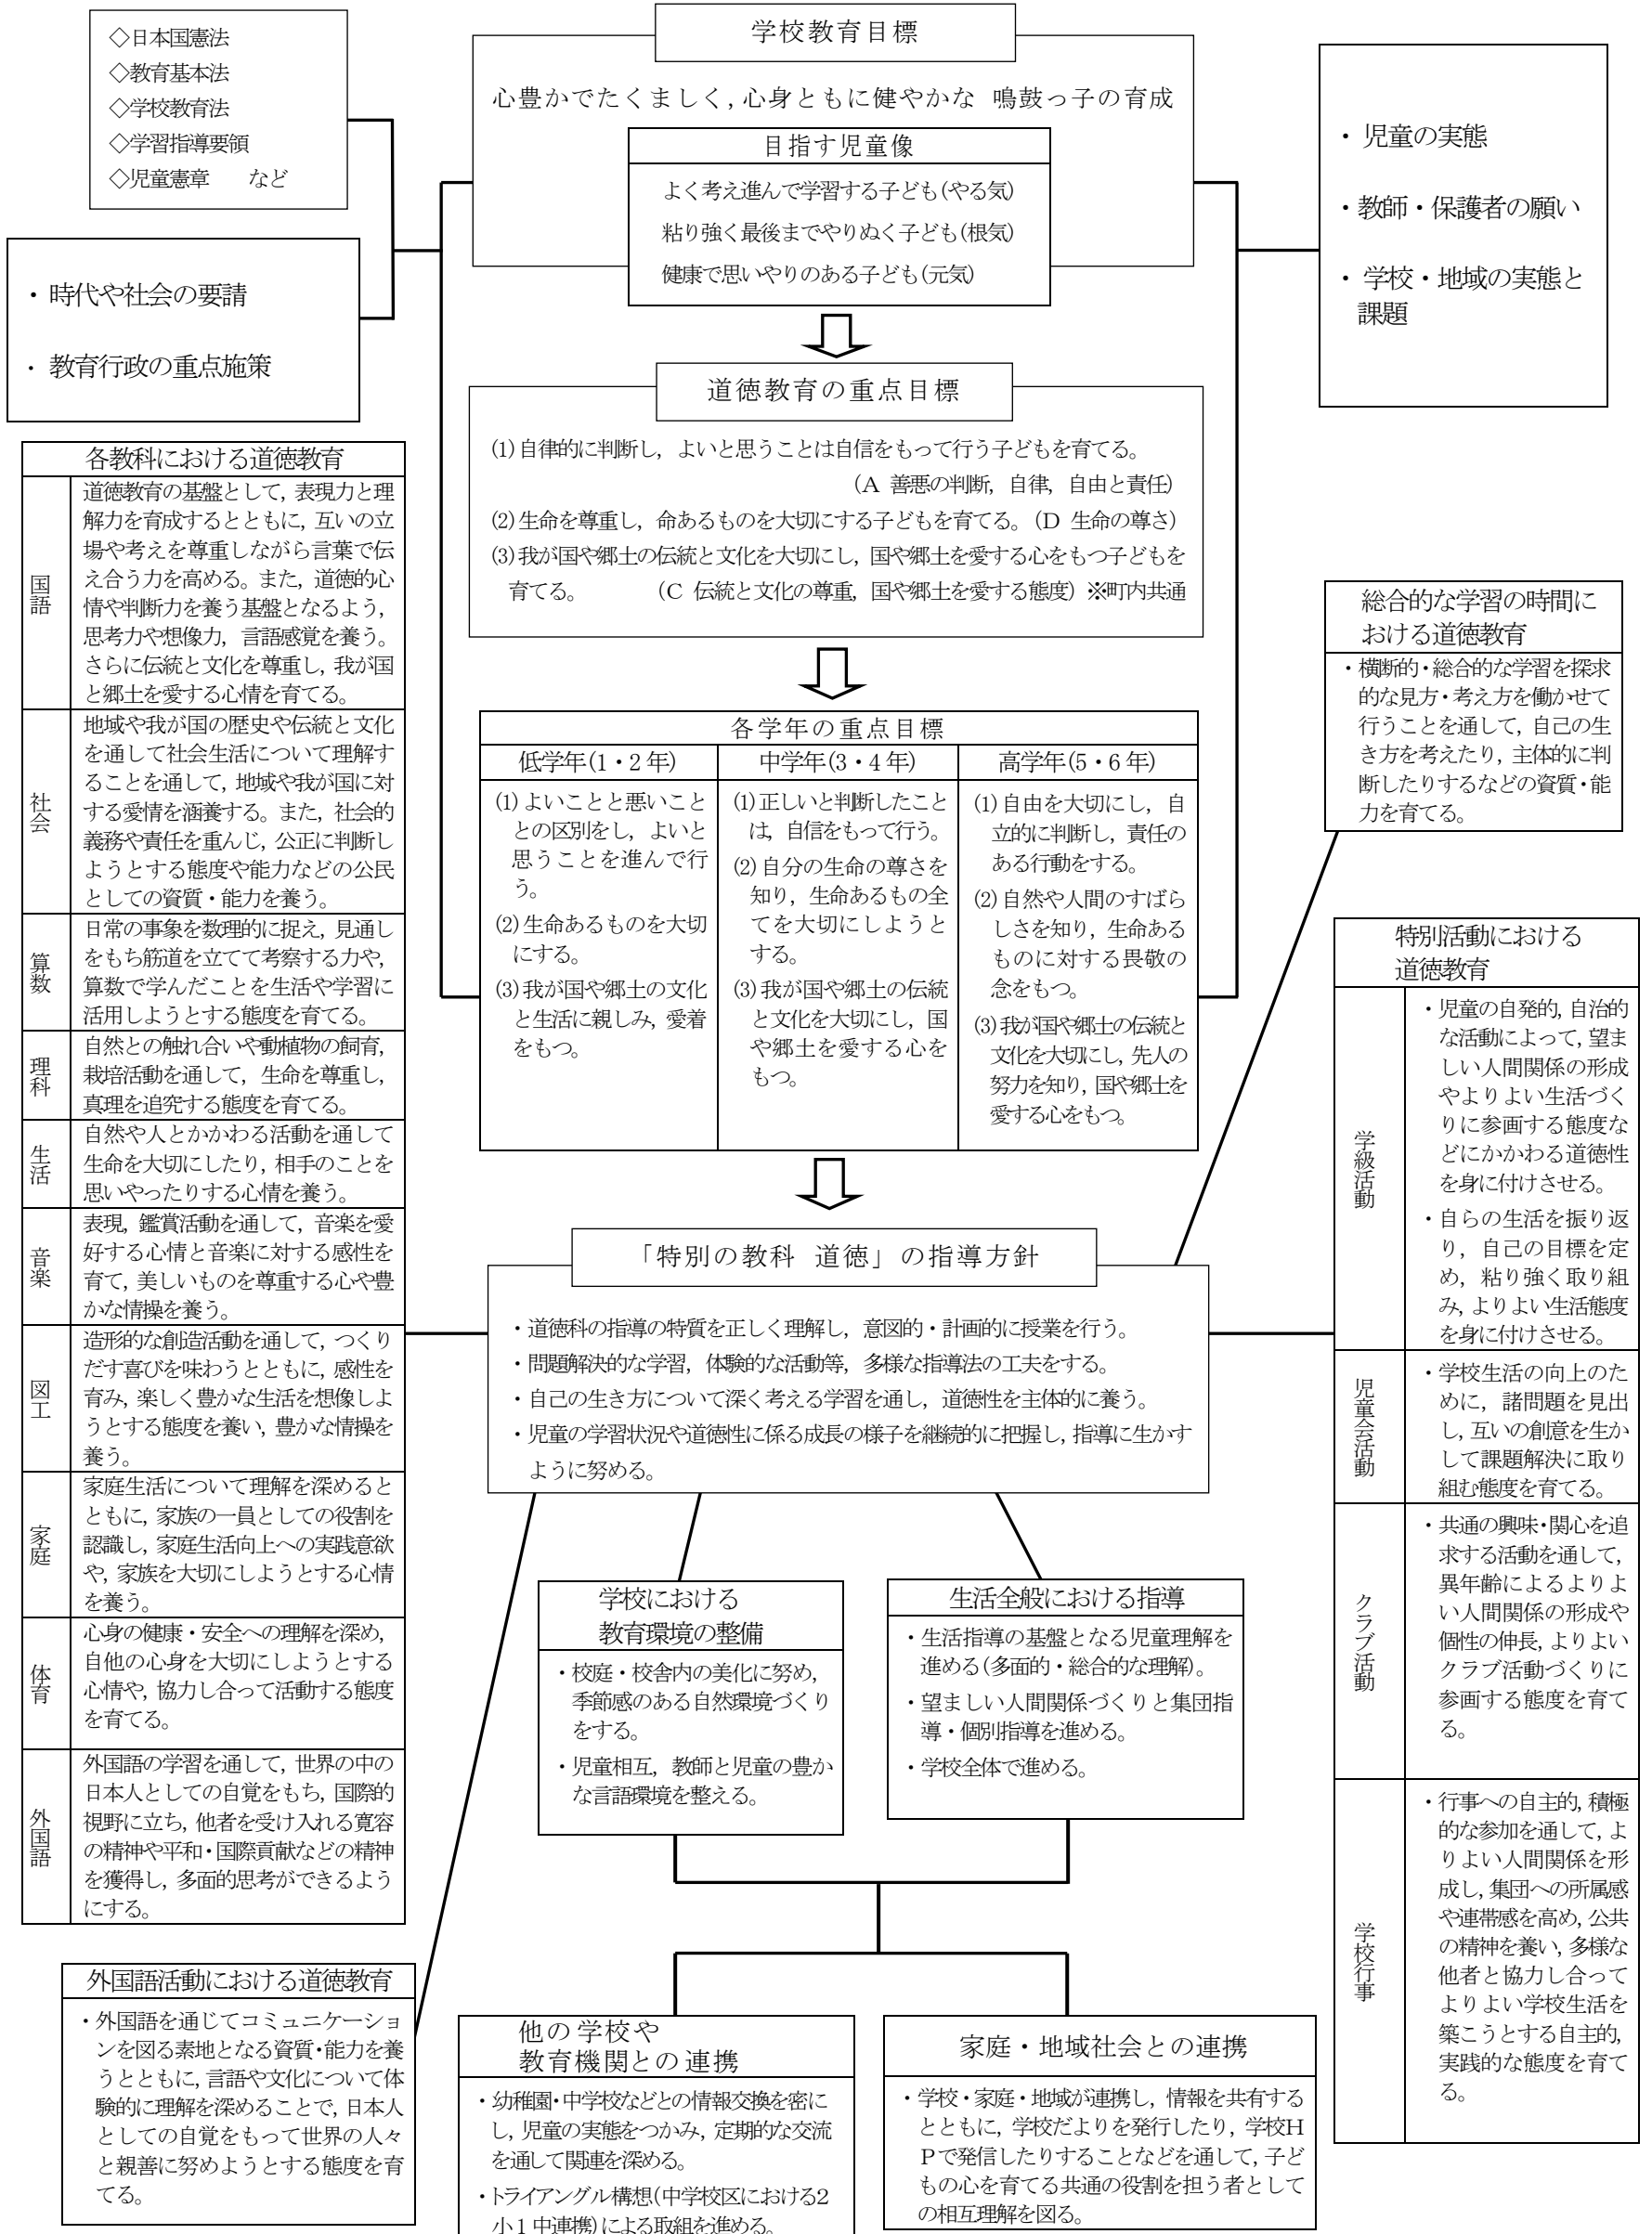 ◇日本国憲法
◇教育基本法
◇学校教育法
◇学習指導要領
◇児童憲章　など
・時代や社会の要請
・教育行政の重点施策
学校教育目標
心豊かでたくましく,心身ともに健やかな 鳴鼓っ子の育成
目指す児童像
よく考え進んで学習する子ども(やる気)
粘り強く最後までやりぬく子ども(根気)
健康で思いやりのある子ども(元気)
・児童の実態
・教師・保護者の願い
・学校・地域の実態と
課題
道徳教育の重点目標
(1)自律的に判断し，よいと思うことは自信をもって行う子どもを育てる。
（A 善悪の判断，自律，自由と責任）
(2)生命を尊重し，命あるものを大切にする子どもを育てる。（D 生命の尊さ）
(3)我が国や郷土の伝統と文化を大切にし，国や郷土を愛する心をもつ子どもを
育てる。　（C 伝統と文化の尊重，国や郷土を愛する態度）※町内共通
各学年の重点目標
低学年(1・2年)
(1)よいことと悪いこと
との区別をし，よいと
思うことを進んで行
う。
(2)生命あるものを大切
にする。
(3)我が国や郷土の文化
と生活に親しみ,愛着
をもつ。
中学年(3・4年)
(1)正しいと判断したこと
は，自信をもって行う。
(2)自分の生命の尊さを
知り，生命あるもの全
てを大切にしようと
する。
(3)我が国や郷土の伝統
と文化を大切にし，国
や郷土を愛する心を
もつ。
高学年(5・6年)
(1)自由を大切にし，自
立的に判断し，責任の
ある行動をする。
(2)自然や人間のすばら
しさを知り，生命ある
ものに対する畏敬の
念をもつ。
(3)我が国や郷土の伝統と
文化を大切にし,先人の
努力を知り,国や郷土を
愛する心をもつ。
各教科における道徳教育
国語
道徳教育の基盤として,表現力と理
解力を育成するとともに,互いの立
場や考えを尊重しながら言葉で伝
え合う力を高める。また，道徳的心
情や判断力を養う基盤となるよう,
思考力や想像力，言語感覚を養う。
さらに伝統と文化を尊重し,我が国
と郷土を愛する心情を育てる。
社会
地域や我が国の歴史や伝統と文化
を通して社会生活について理解す
ることを通して,地域や我が国に対
する愛情を涵養する。また，社会的
義務や責任を重んじ,公正に判断し
ようとする態度や能力などの公民
としての資質・能力を養う。
算数
日常の事象を数理的に捉え,見通し
をもち筋道を立てて考察する力や,
算数で学んだことを生活や学習に
活用しようとする態度を育てる。
理科
自然との触れ合いや動植物の飼育,
栽培活動を通して，生命を尊重し,
真理を追究する態度を育てる。
生活
自然や人とかかわる活動を通して
生命を大切にしたり,相手のことを
思いやったりする心情を養う。
音楽
表現,鑑賞活動を通して,音楽を愛
好する心情と音楽に対する感性を
育て,美しいものを尊重する心や豊
かな情操を養う。
図工
造形的な創造活動を通して,つくり
だす喜びを味わうとともに,感性を
育み,楽しく豊かな生活を想像しよ
うとする態度を養い,豊かな情操を
養う。
家庭
家庭生活について理解を深めると
ともに,家族の一員としての役割を
認識し,家庭生活向上への実践意欲
や,家族を大切にしようとする心情
を養う。
体育
心身の健康・安全への理解を深め,
自他の心身を大切にしようとする
心情や,協力し合って活動する態度
を育てる。
外国語
外国語の学習を通して,世界の中の
日本人としての自覚をもち,国際的
視野に立ち,他者を受け入れる寛容
の精神や平和・国際貢献などの精神
を獲得し,多面的思考ができるよう
にする。
総合的な学習の時間に
おける道徳教育
・横断的・総合的な学習を探求
的な見方・考え方を働かせて
行うことを通して,自己の生
き方を考えたり,主体的に判
断したりするなどの資質・能
力を育てる。
特別活動における
道徳教育
学級活動
・児童の自発的,自治的
な活動によって,望ま
しい人間関係の形成
やよりよい生活づく
りに参画する態度な
どにかかわる道徳性
を身に付けさせる。
・自らの生活を振り返
り，自己の目標を定
め，粘り強く取り組
み,よりよい生活態度
を身に付けさせる。
児童会活動
・学校生活の向上のた
めに，諸問題を見出
し,互いの創意を生か
して課題解決に取り
組む態度を育てる。
クラブ活動
・共通の興味・関心を追
求する活動を通して,
異年齢によるよりよ
い人間関係の形成や
個性の伸長,よりよい
クラブ活動づくりに
参画する態度を育て
る。
学校行事
・行事への自主的,積極
的な参加を通して,よ
りよい人間関係を形
成し,集団への所属感
や連帯感を高め,公共
の精神を養い,多様な
他者と協力し合って
よりよい学校生活を
築こうとする自主的,
実践的な態度を育て
る。
「特別の教科 道徳」の指導方針
・道徳科の指導の特質を正しく理解し，意図的・計画的に授業を行う。
・問題解決的な学習，体験的な活動等，多様な指導法の工夫をする。
・自己の生き方について深く考える学習を通し，道徳性を主体的に養う。
・児童の学習状況や道徳性に係る成長の様子を継続的に把握し,指導に生かす
ように努める。
学校における
教育環境の整備
・校庭・校舎内の美化に努め,
季節感のある自然環境づくり
をする。
・児童相互，教師と児童の豊か
な言語環境を整える。
生活全般における指導
・生活指導の基盤となる児童理解を
進める(多面的・総合的な理解)。
・望ましい人間関係づくりと集団指
導・個別指導を進める。
・学校全体で進める。
外国語活動における道徳教育
・外国語を通じてコミュニケーショ
ンを図る素地となる資質・能力を養
うとともに,言語や文化について体
験的に理解を深めることで,日本人
としての自覚をもって世界の人々
と親善に努めようとする態度を育
てる。
他の学校や
教育機関との連携
・幼稚園・中学校などとの情報交換を密に
し,児童の実態をつかみ，定期的な交流
を通して関連を深める。
・トライアングル構想(中学校区における2
小1中連携)による取組を進める。
家庭・地域社会との連携
・学校・家庭・地域が連携し，情報を共有する
とともに,学校だよりを発行したり,学校H
Pで発信したりすることなどを通して,子ど
もの心を育てる共通の役割を担う者として
の相互理解を図る。